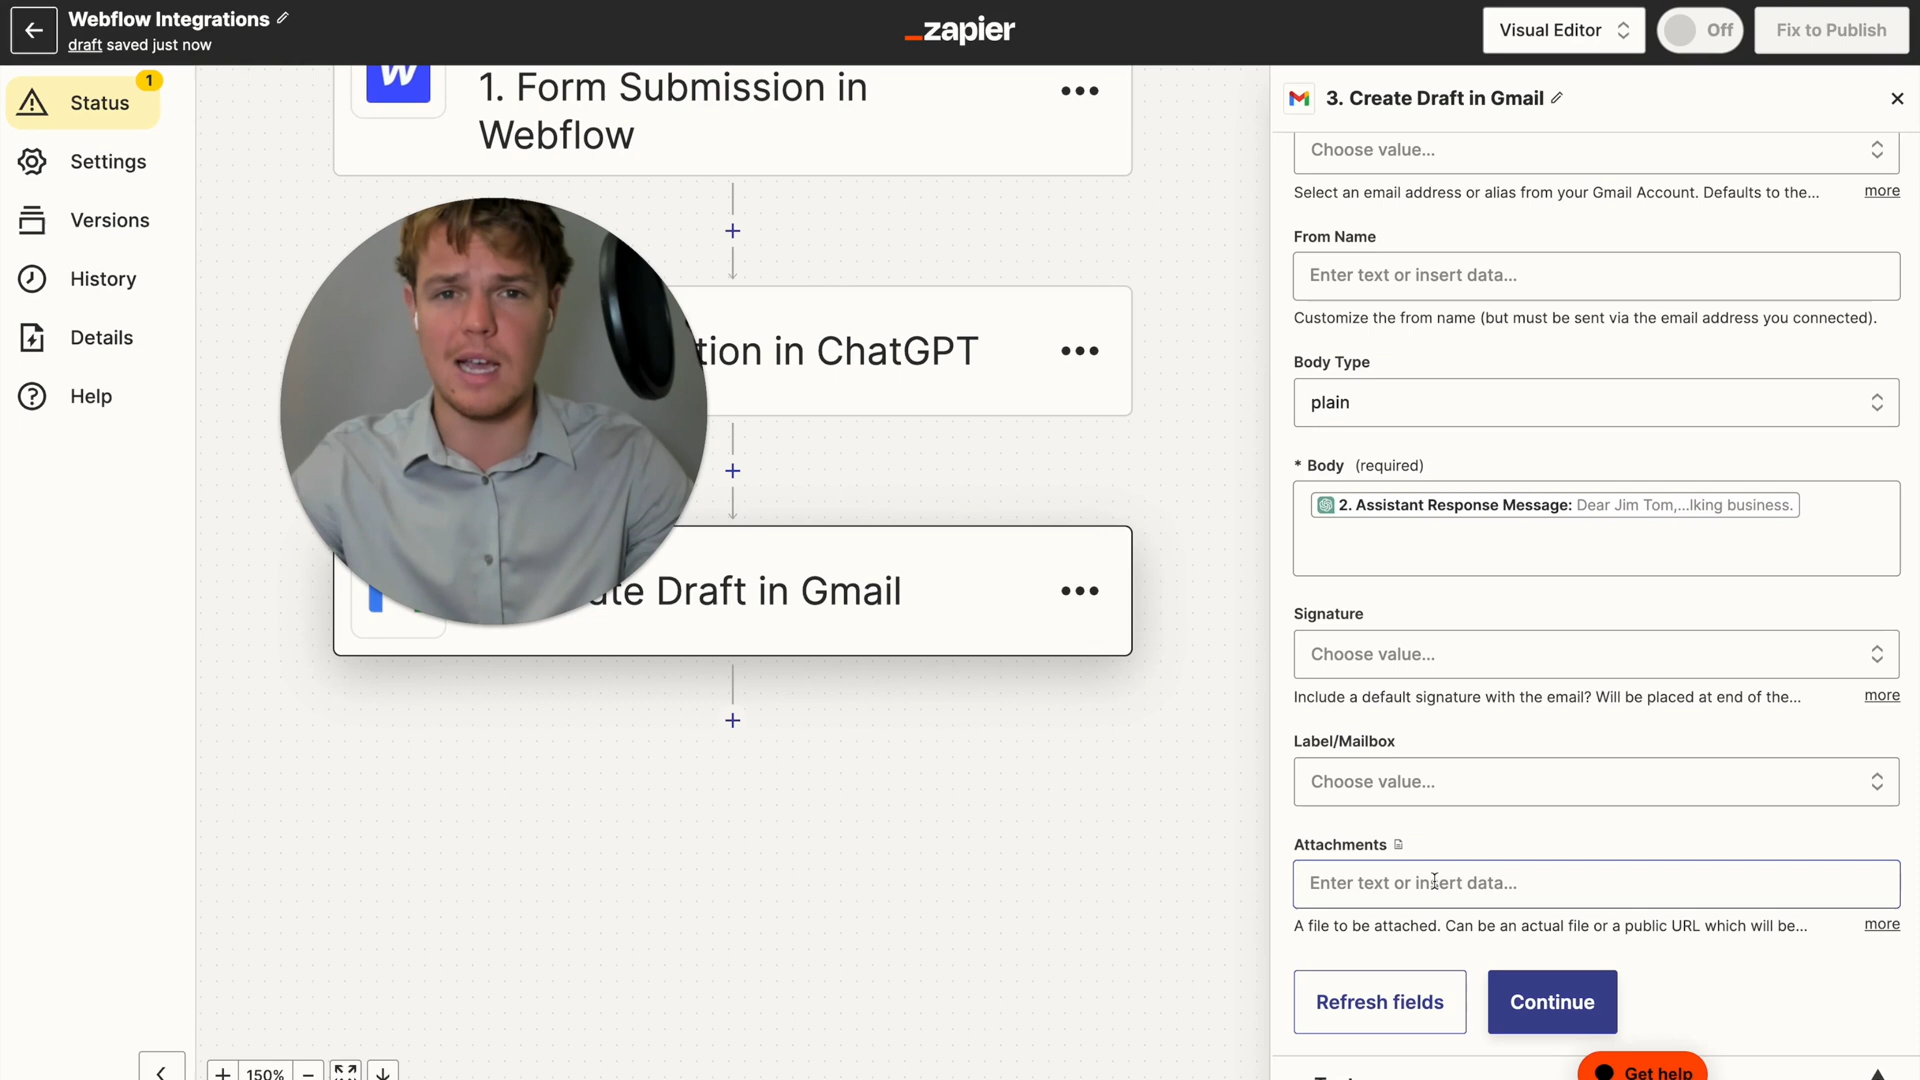 Webflow Integrations
draft saved just now
zapier
Visual Editor
Off
Fix to Publish
Status
1
Settings
Versions
History
Details
Help
1. Form Submission in
Webflow
tion in ChatGPT
te Draft in Gmail
150%
3. Create Draft in Gmail
Choose value...
Select an email address or alias from your Gmail Account. Defaults to the... more
From Name
Enter text or insert data...
Customize the from name (but must be sent via the email address you connected).
Body Type
plain
* Body (required)
2. Assistant Response Message: Dear Jim Tom,...lking business.
Signature
Choose value...
Include a default signature with the email? Will be placed at end of the... more
Label/Mailbox
Choose value...
Attachments
Enter text or insert data...
A file to be attached. Can be an actual file or a public URL which will be... more
Refresh fields
Continue
Get help